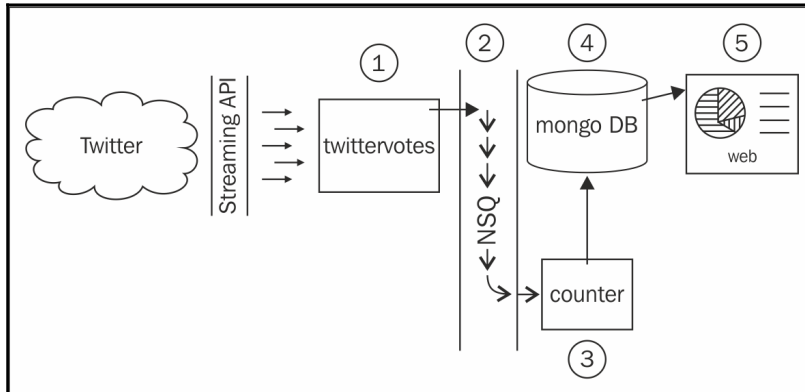 1
2
4
5
Twitter
Streaming API
twittervotes
NSQ
mongo DB
web
counter
3